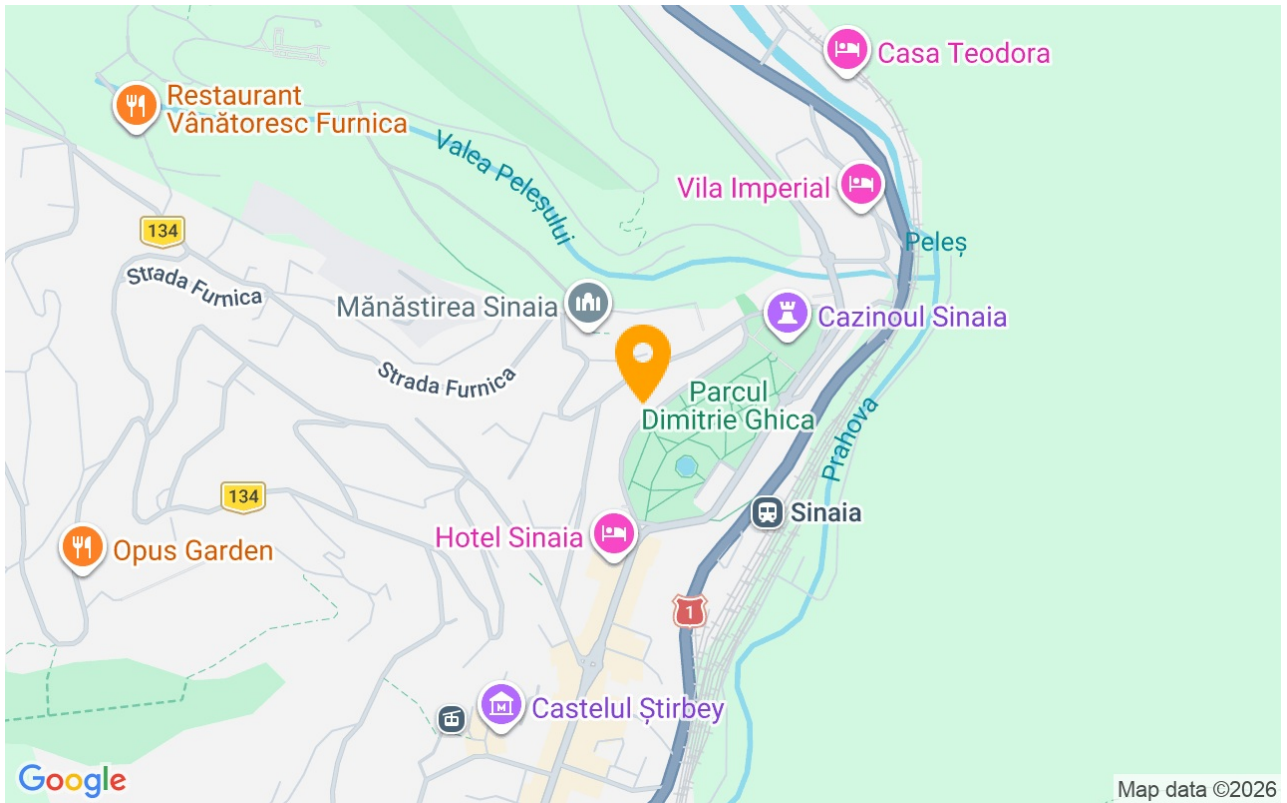 Casa Teodora
Restaurant
Vânătoresc Furnica
Valea Peleșului
Vila Imperial
134
Peleș
Strada Furnica
Mănăstirea Sinaia
Cazinoul Sinaia
Strada Furnica
Parcul
Dimitrie Ghica
Prahova
134
Sinaia
Hotel Sinaia
Opus Garden
1
Castelul Știrbey
Google
Map data ©2026